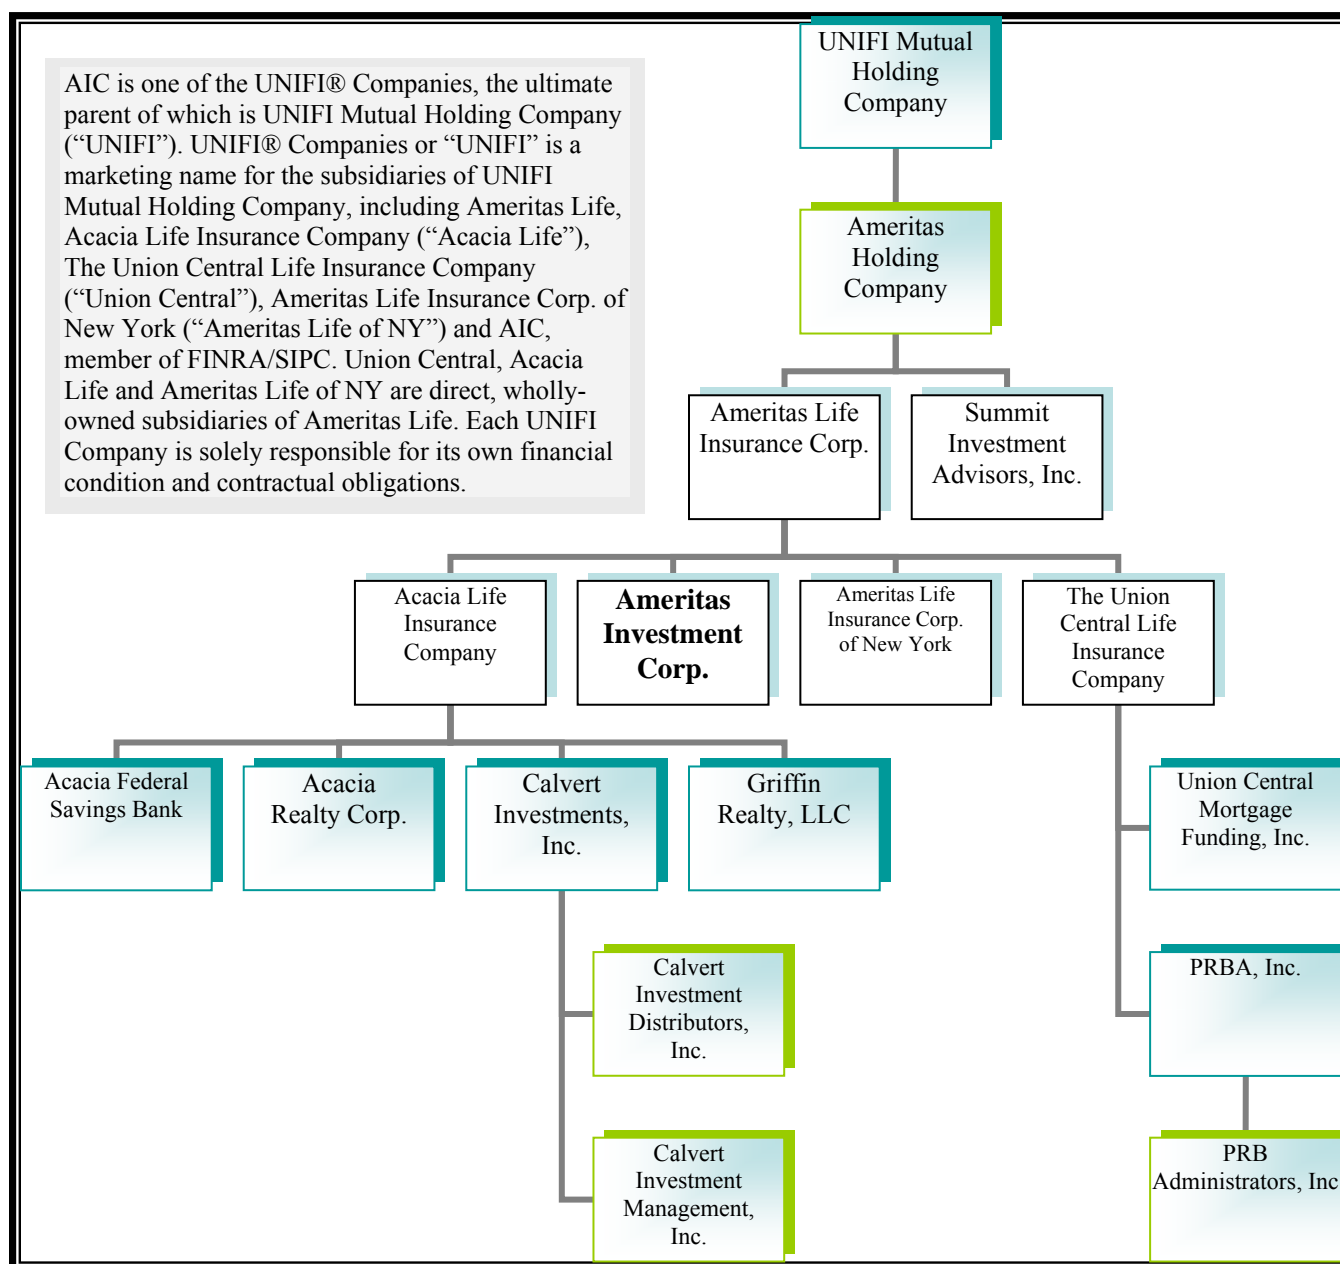 AIC is one of the UNIFI® Companies, the ultimate
parent of which is UNIFI Mutual Holding Company
(“UNIFI”). UNIFI® Companies or “UNIFI” is a
marketing name for the subsidiaries of UNIFI
Mutual Holding Company, including Ameritas Life,
Acacia Life Insurance Company (“Acacia Life”),
The Union Central Life Insurance Company
(“Union Central”), Ameritas Life Insurance Corp. of
New York (“Ameritas Life of NY”) and AIC,
member of FINRA/SIPC. Union Central, Acacia
Life and Ameritas Life of NY are direct, wholly-
owned subsidiaries of Ameritas Life. Each UNIFI
Company is solely responsible for its own financial
condition and contractual obligations.
UNIFI Mutual
Holding
Company
Ameritas
Holding
Company
Ameritas Life
Insurance Corp.
Summit
Investment
Advisors, Inc.
Acacia Life
Insurance
Company
Ameritas
Investment
Corp.
Ameritas Life
Insurance Corp.
of New York
The Union
Central Life
Insurance
Company
Acacia Federal
Savings Bank
Acacia
Realty Corp.
Calvert
Investments,
Inc.
Griffin
Realty, LLC
Union Central
Mortgage
Funding, Inc.
Calvert
Investment
Distributors,
Inc.
PRBA, Inc.
Calvert
Investment
Management,
Inc.
PRB
Administrators, Inc